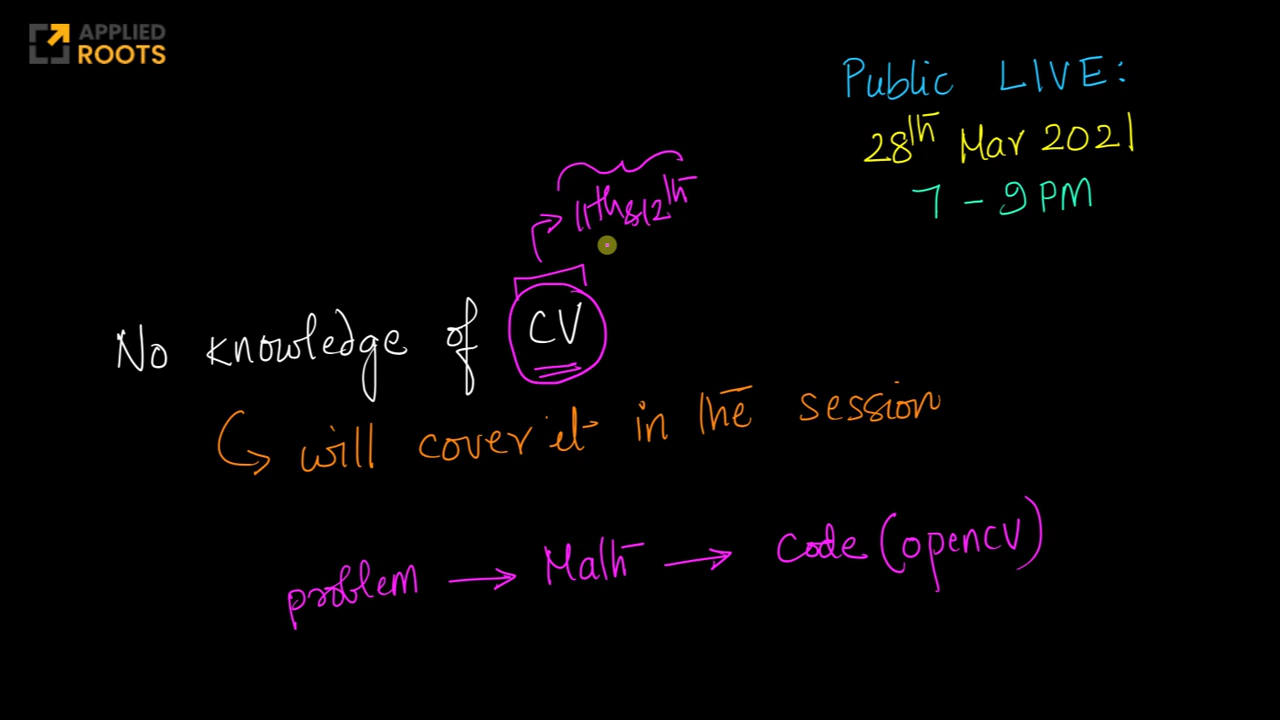 APPLIED
ROOTS
Public LIVE:
28th Mar 2021
7 - 9 PM
11th & 12th
No knowledge of CV
will cover it in the session
problem → Math → code (opencv)